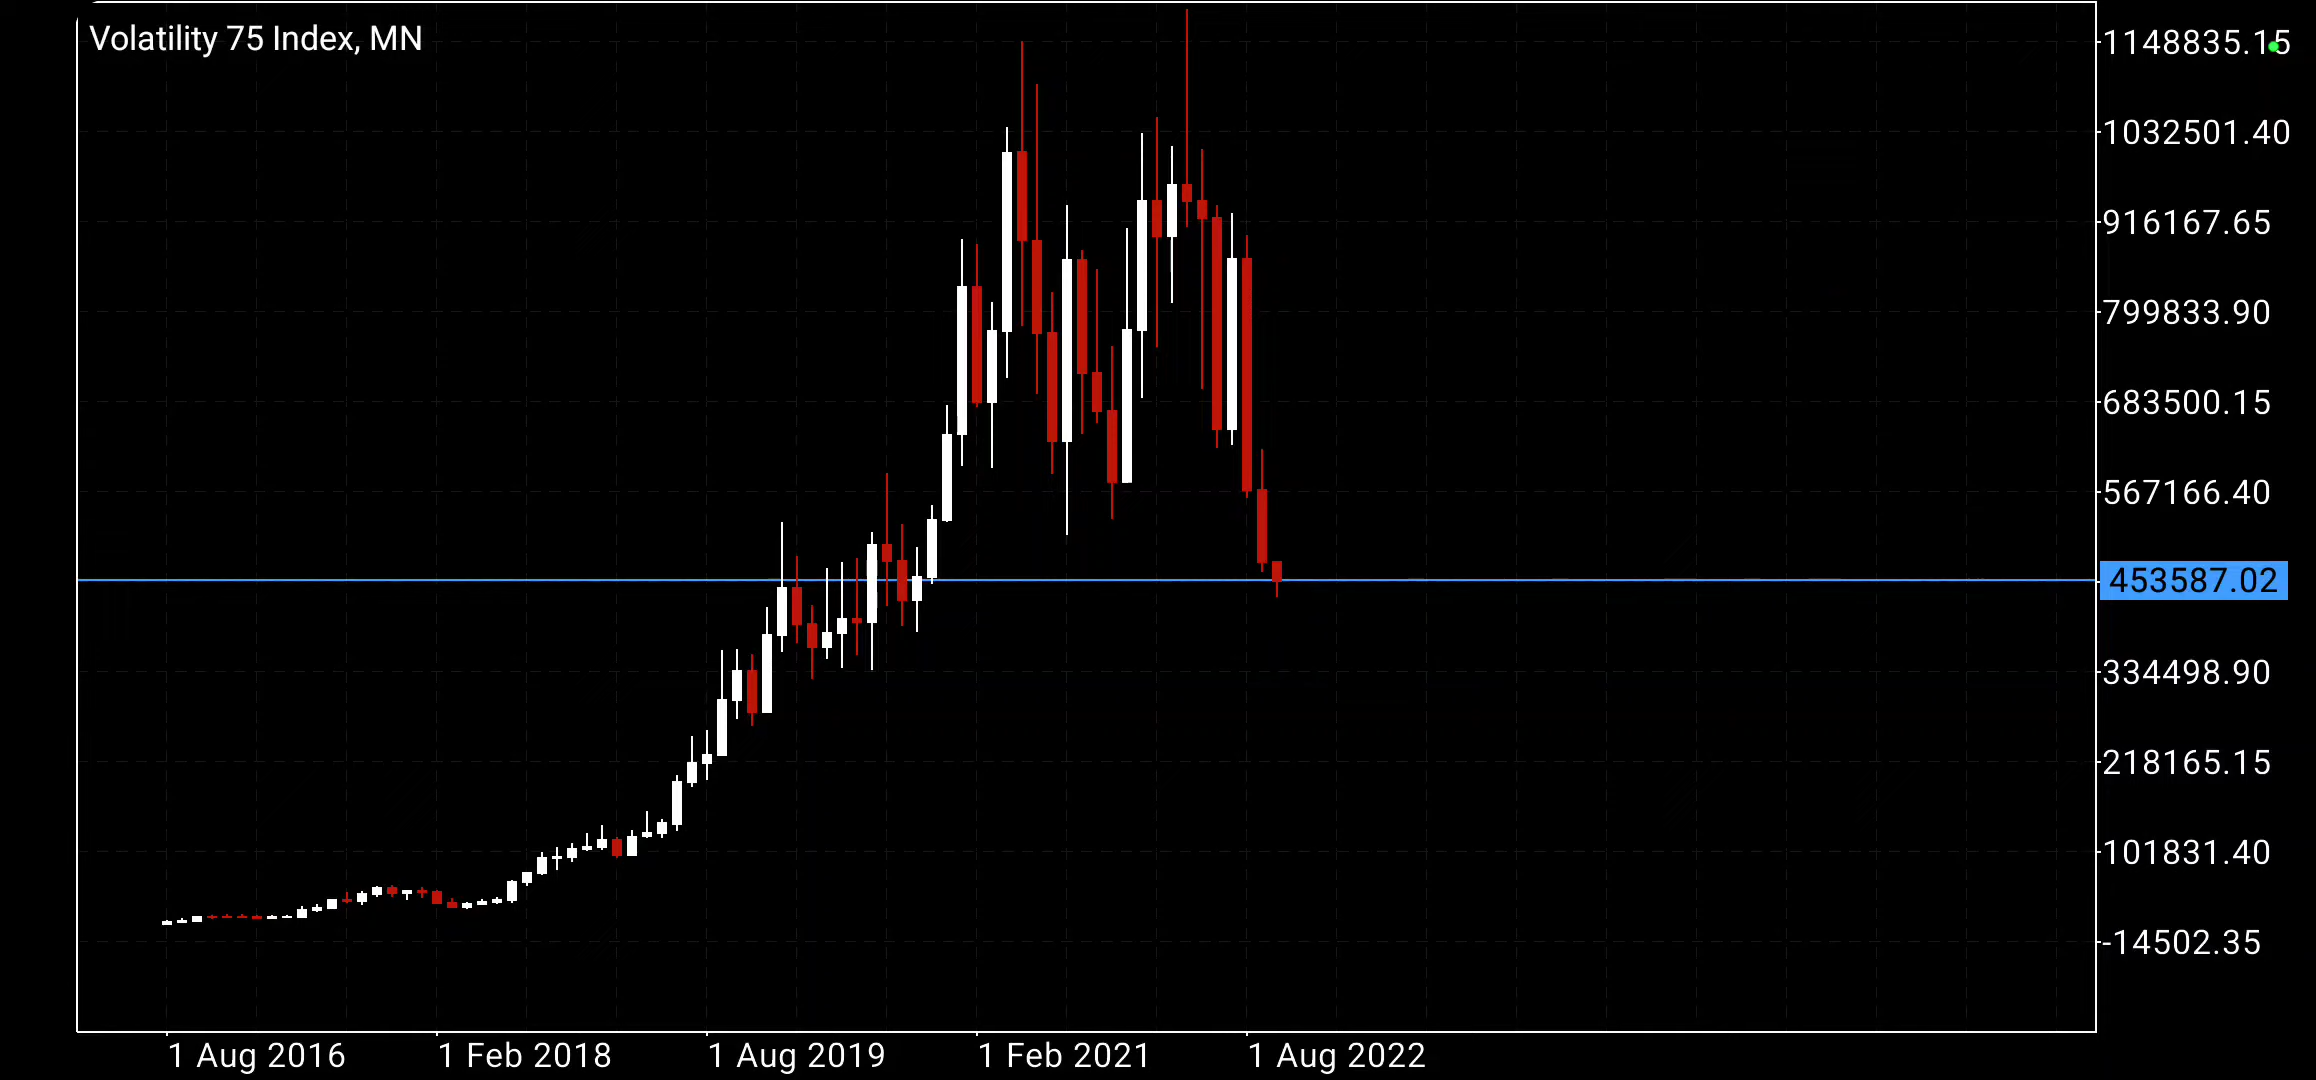 Volatility 75 Index, MN
1148835.15
1032501.40
916167.65
799833.90
683500.15
567166.40
453587.02
334498.90
218165.15
101831.40
-14502.35
1 Aug 2016
1 Feb 2018
1 Aug 2019
1 Feb 2021
1 Aug 2022